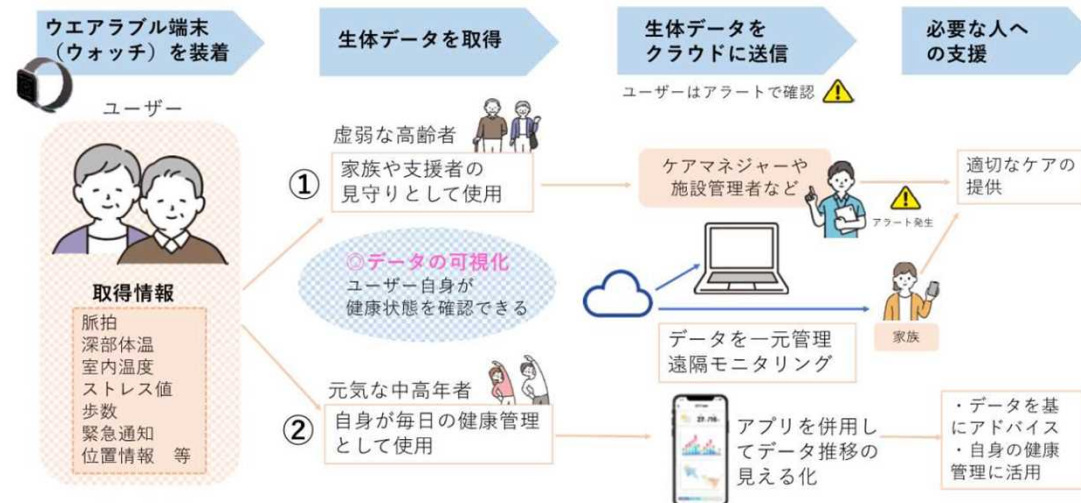 ウエアラブル端末
（ウォッチ）を装着
生体データを取得
生体データを
クラウドに送信
必要な人へ
の支援
ユーザーはアラートで確認
ユーザー
取得情報
脈拍
深部体温
室内温度
ストレス値
歩数
緊急通知
位置情報　等
虚弱な高齢者
①
家族や支援者の
見守りとして使用
ケアマネジャーや
施設管理者など
アラート発生
適切なケアの
提供
◎データの可視化
ユーザー自身が
健康状態を確認できる
データを一元管理
遠隔モニタリング
家族
元気な中高年者
②
自身が毎日の健康管理
として使用
アプリを併用し
てデータ推移の
見える化
・データを基
にアドバイス
・自身の健康
管理に活用